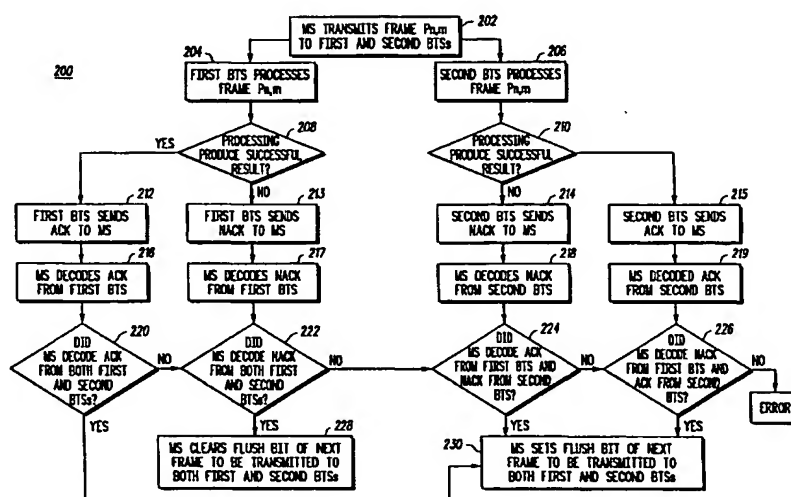 202
MS TRANSMITS FRAME Pn,m
TO FIRST AND SECOND BTSs
200
204
FIRST BTS PROCESSES
FRAME Pn,m
206
SECOND BTS PROCESSES
FRAME Pn,m
208
PROCESSING
PRODUCE SUCCESSFUL
RESULT?
YES
NO
210
PROCESSING
PRODUCE SUCCESSFUL
RESULT?
NO
212
FIRST BTS SENDS
ACK TO MS
213
FIRST BTS SENDS
NACK TO MS
214
SECOND BTS SENDS
NACK TO MS
215
SECOND BTS SENDS
ACK TO MS
216
MS DECODES ACK
FROM FIRST BTS
217
MS DECODES NACK
FROM FIRST BTS
218
MS DECODES NACK
FROM SECOND BTS
219
MS DECODED ACK
FROM SECOND BTS
220
DID
MS DECODE ACK
FROM BOTH FIRST
AND SECOND
BTSs?
NO
YES
222
DID
MS DECODE NACK
FROM BOTH FIRST
AND SECOND
BTSs?
NO
YES
224
DID
MS DECODE ACK
FROM FIRST BTS AND
NACK FROM SECOND
BTS?
NO
YES
226
DID
MS DECODE NACK
FROM FIRST BTS AND
ACK FROM SECOND
BTS?
NO
YES
ERROR
228
MS CLEARS FLUSH BIT OF NEXT
FRAME TO BE TRANSMITTED TO
BOTH FIRST AND SECOND BTSs
230
MS SETS FLUSH BIT OF NEXT
FRAME TO BE TRANSMITTED TO
BOTH FIRST AND SECOND BTSs